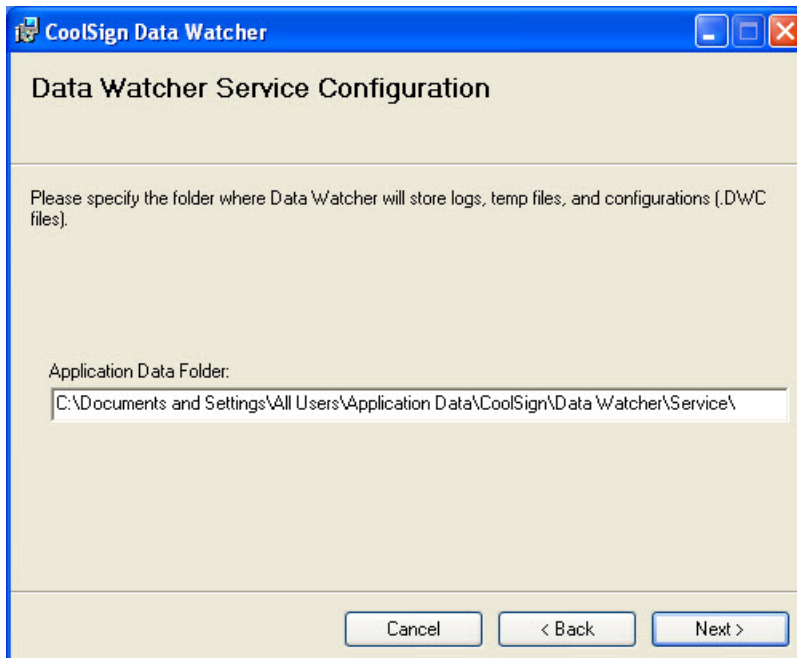 CoolSign Data Watcher
Data Watcher Service Configuration
Please specify the folder where Data Watcher will store logs, temp files, and configurations (.DWC
files).
Application Data Folder:
C:\Documents and Settings\All Users\Application Data\CoolSign\Data Watcher\Service\
Cancel
< Back
Next >